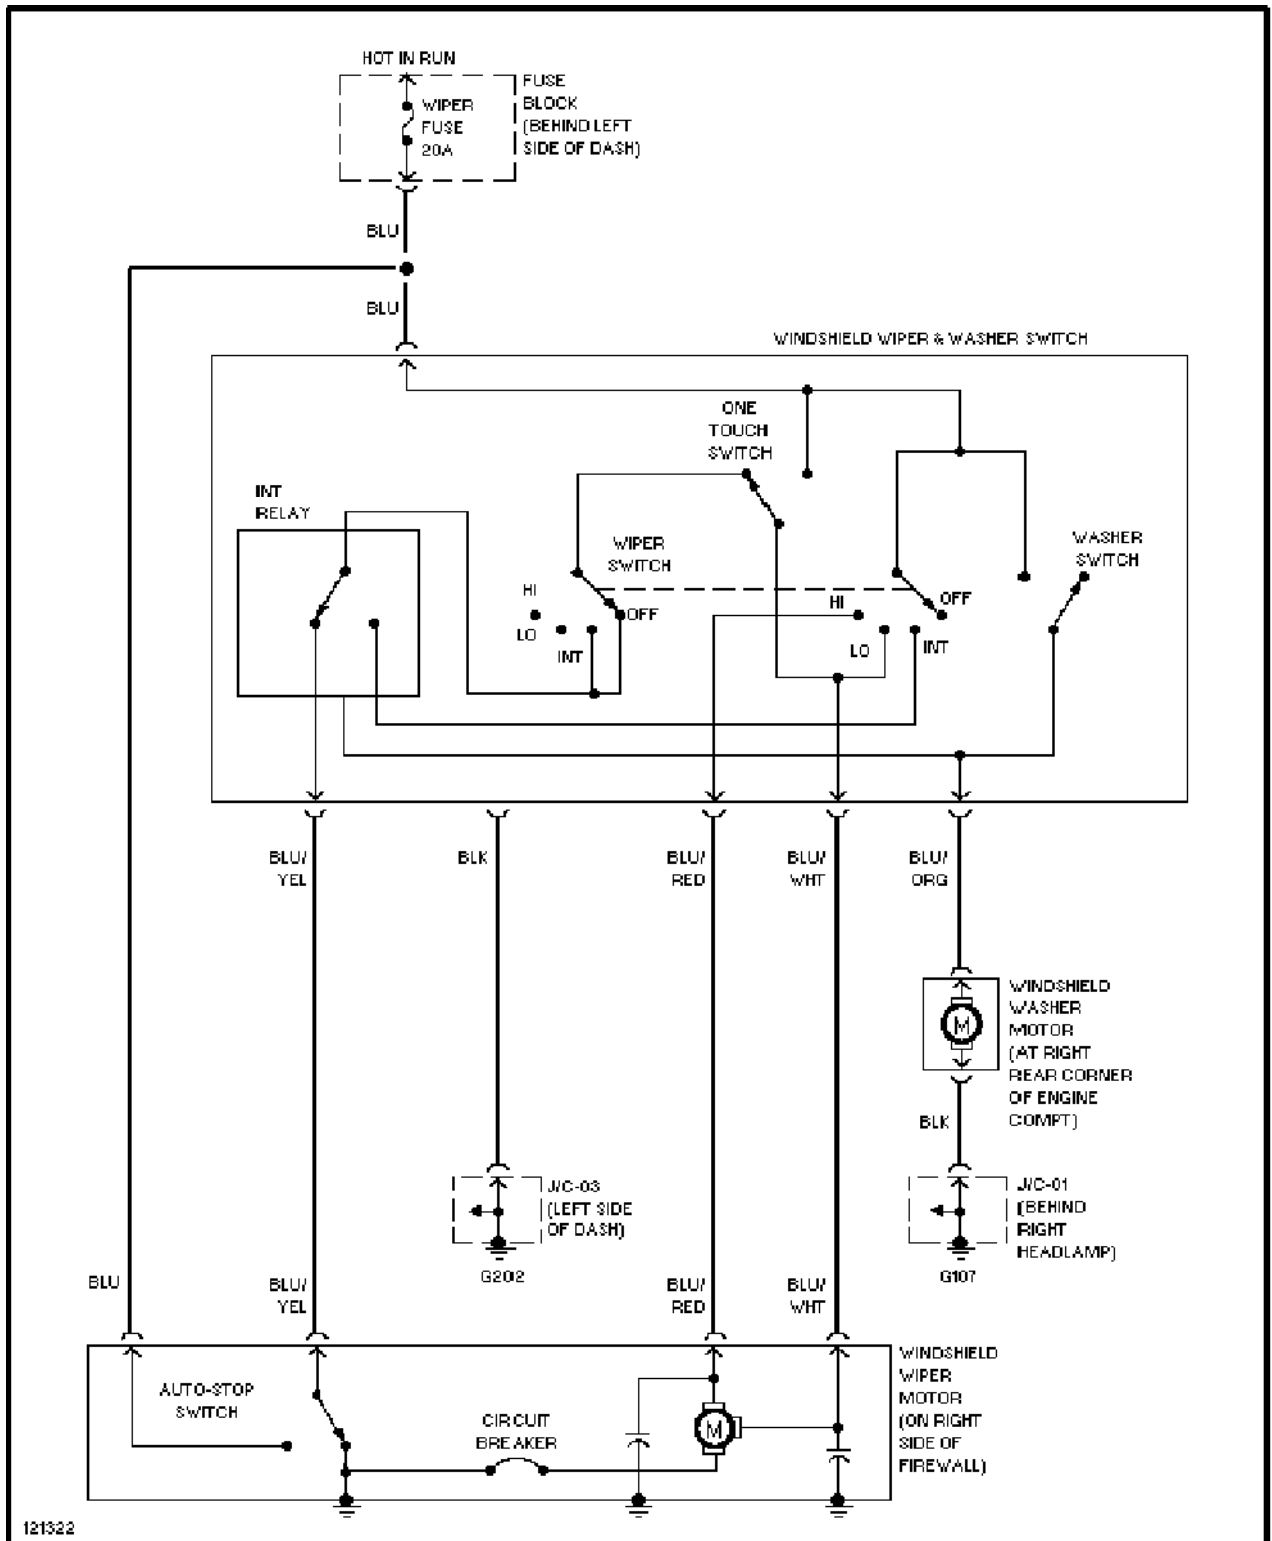 HOT IN RUN
WIPER
FUSE
20A
FUSE
BLOCK
(BEHIND LEFT
SIDE OF DASH)
BLU
BLU
WINDSHIELD WIPER & WASHER SWITCH
ONE
TOUCH
SWITCH
INT
RELAY
WIPER
SWITCH
WASHER
SWITCH
HI
LO
INT
OFF
HI
LO
INT
OFF
BLU/
YEL
BLK
BLU/
RED
BLU/
WHT
BLU/
ORG
M
WINDSHIELD
WASHER
MOTOR
(AT RIGHT
REAR CORNER
OF ENGINE
COMPT)
BLK
J/C-03
(LEFT SIDE
OF DASH)
G202
J/C-01
(BEHIND
RIGHT
HEADLAMP)
G107
BLU
BLU/
YEL
BLU/
RED
BLU/
WHT
AUTO-STOP
SWITCH
CIRCUIT
BREAKER
M
WINDSHIELD
WIPER
MOTOR
(ON RIGHT
SIDE OF
FIREWALL)
121322